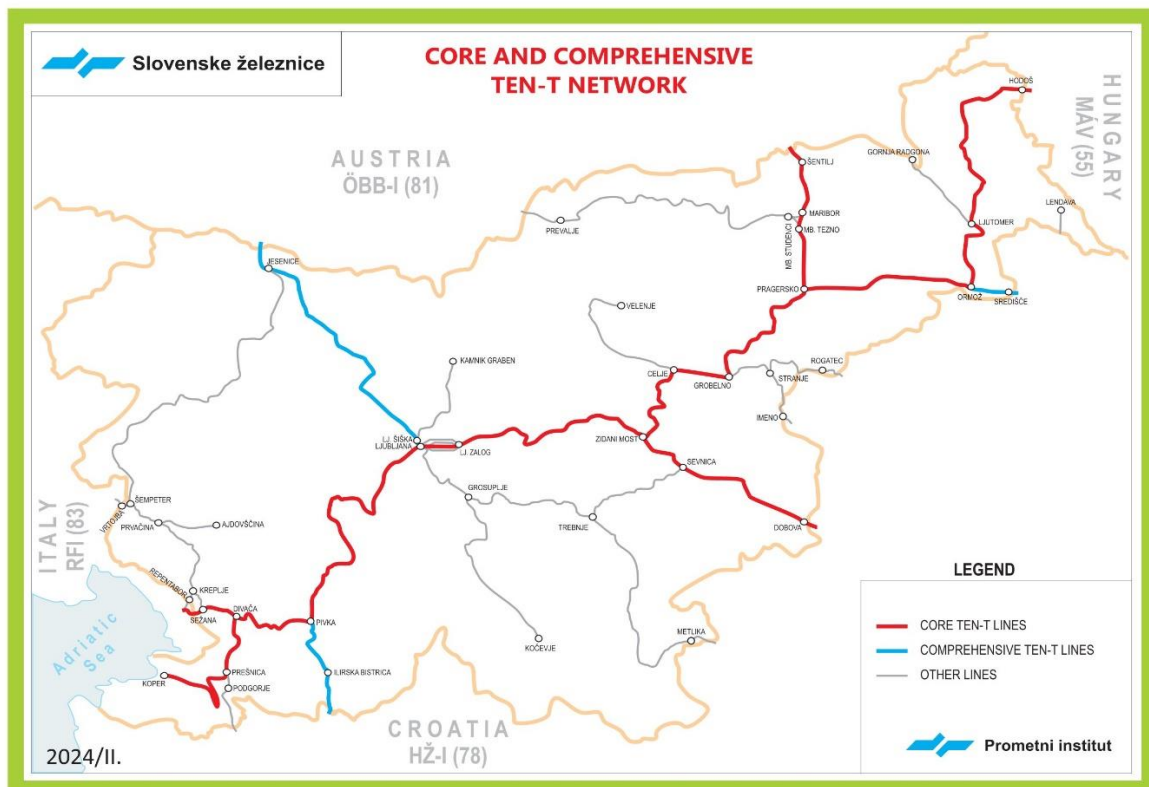 Slovenske železnice
CORE AND COMPREHENSIVE
TEN-T NETWORK
AUSTRIA
ÖBB-I (81)
HUNGARY
MÁV (55)
HODOŠ
ŠENTILJ
GORNJA RADGONA
LENDAVA
PREVALJE
MARIBOR
MB. STUDENCI
MB. TEZNO
LJUTOMER
JESENICE
PRAGERSKO
ORMOŽ
SREDIŠČE
VELENJE
KAMNIK GRABEN
CELJE
GROBELNO
ROGATEC
STRANJE
IMENO
LJ. ŠIŠKA
LJUBLJANA
LJ. ZALOG
ZIDANI MOST
SEVNICA
GROSUPLJE
ŠEMPETER
VRTOJBA
PRVAČINA
AJDOVŠČINA
TREBNJE
DOBOVA
ITALY
RFI (83)
REPENTABOR
KREPLJE
SEŽANA
DIVAČA
PIVKA
Adriatic
Sea
KOČEVJE
METLIKA
KOPER
PREŠNICA
PODGORJE
ILIRSKA BISTRICA
CROATIA
HŽ-I (78)
LEGEND
CORE TEN-T LINES
COMPREHENSIVE TEN-T LINES
OTHER LINES
Prometni institut
2024/II.